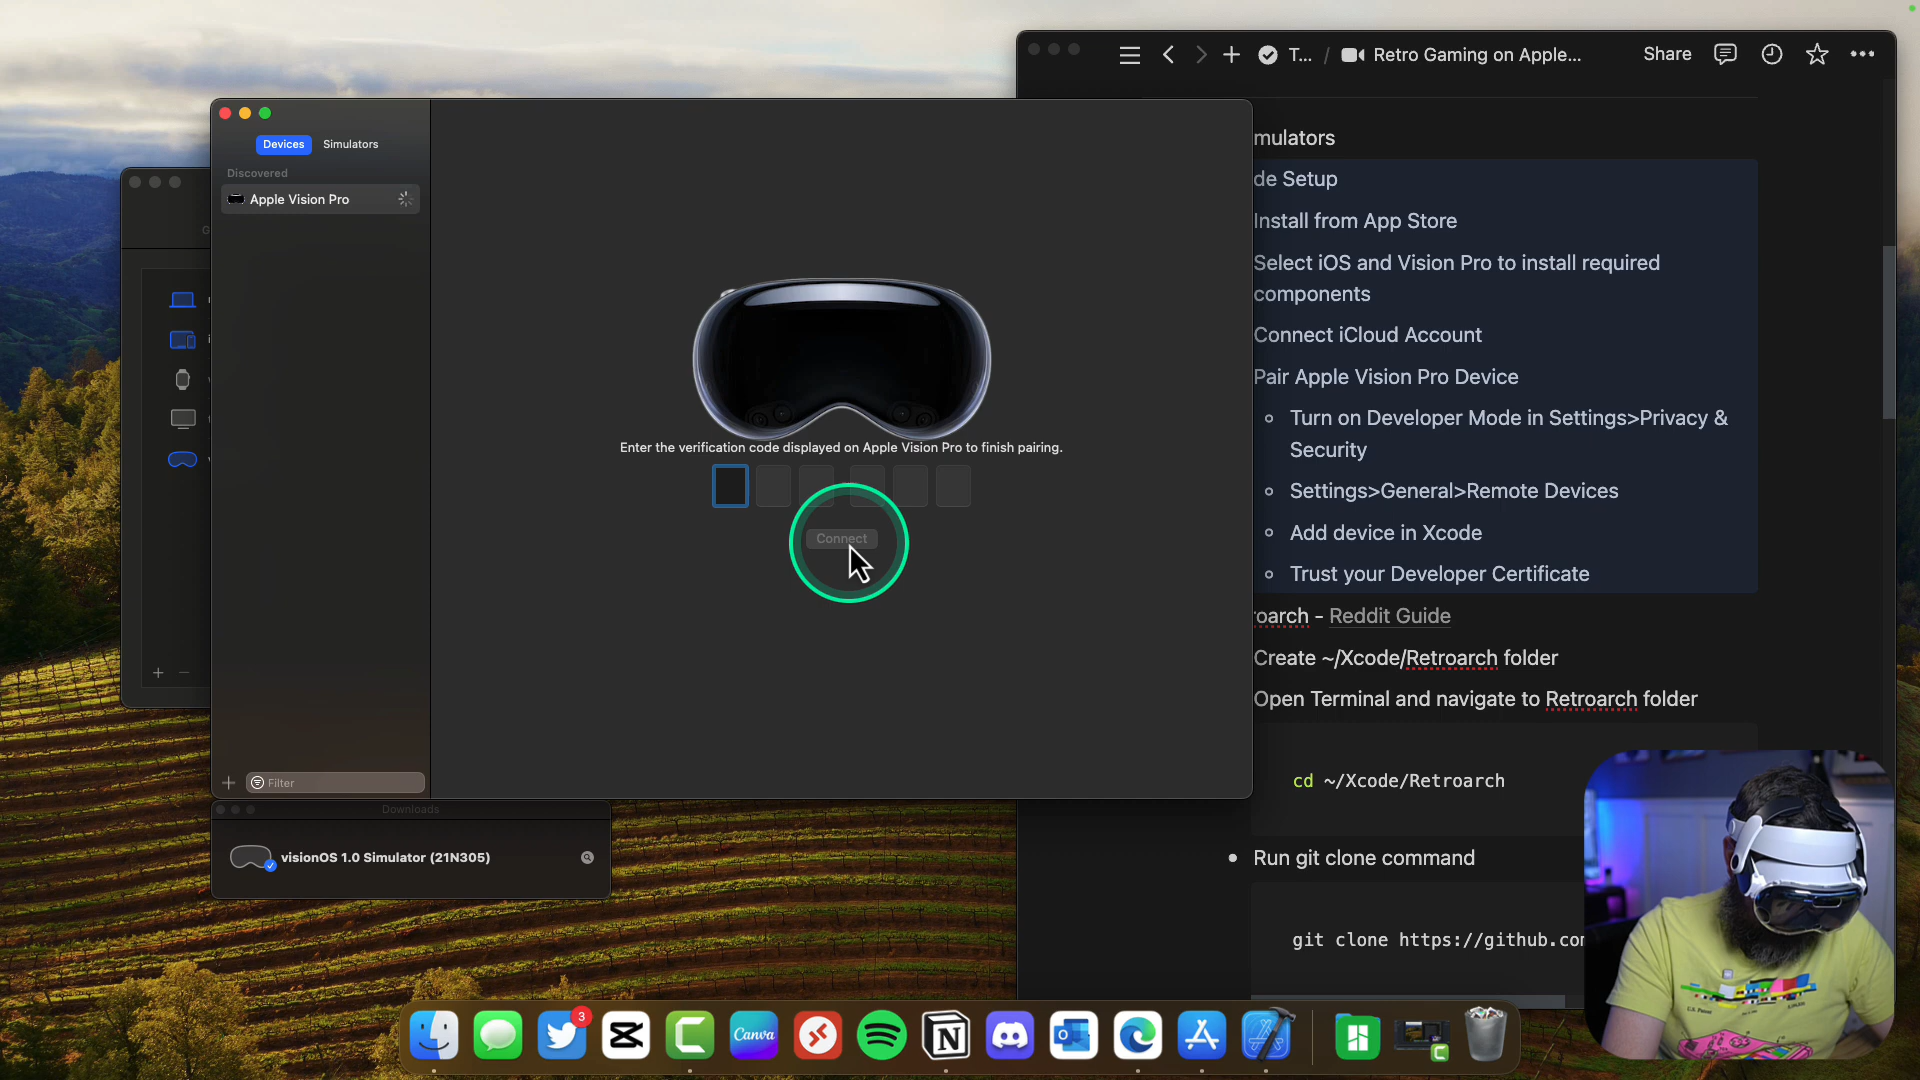 T... / Retro Gaming on Apple...
Share
Devices
Simulators
Discovered
Apple Vision Pro
Enter the verification code displayed on Apple Vision Pro to finish pairing.
Connect
Filter
Downloads
visionOS 1.0 Simulator (21N305)
mulators
de Setup
Install from App Store
Select iOS and Vision Pro to install required
components
Connect iCloud Account
Pair Apple Vision Pro Device
Turn on Developer Mode in Settings>Privacy &
Security
Settings>General>Remote Devices
Add device in Xcode
Trust your Developer Certificate
roarch - Reddit Guide
Create ~/Xcode/Retroarch folder
Open Terminal and navigate to Retroarch folder
cd ~/Xcode/Retroarch
Run git clone command
git clone https://github.com
3
Canva